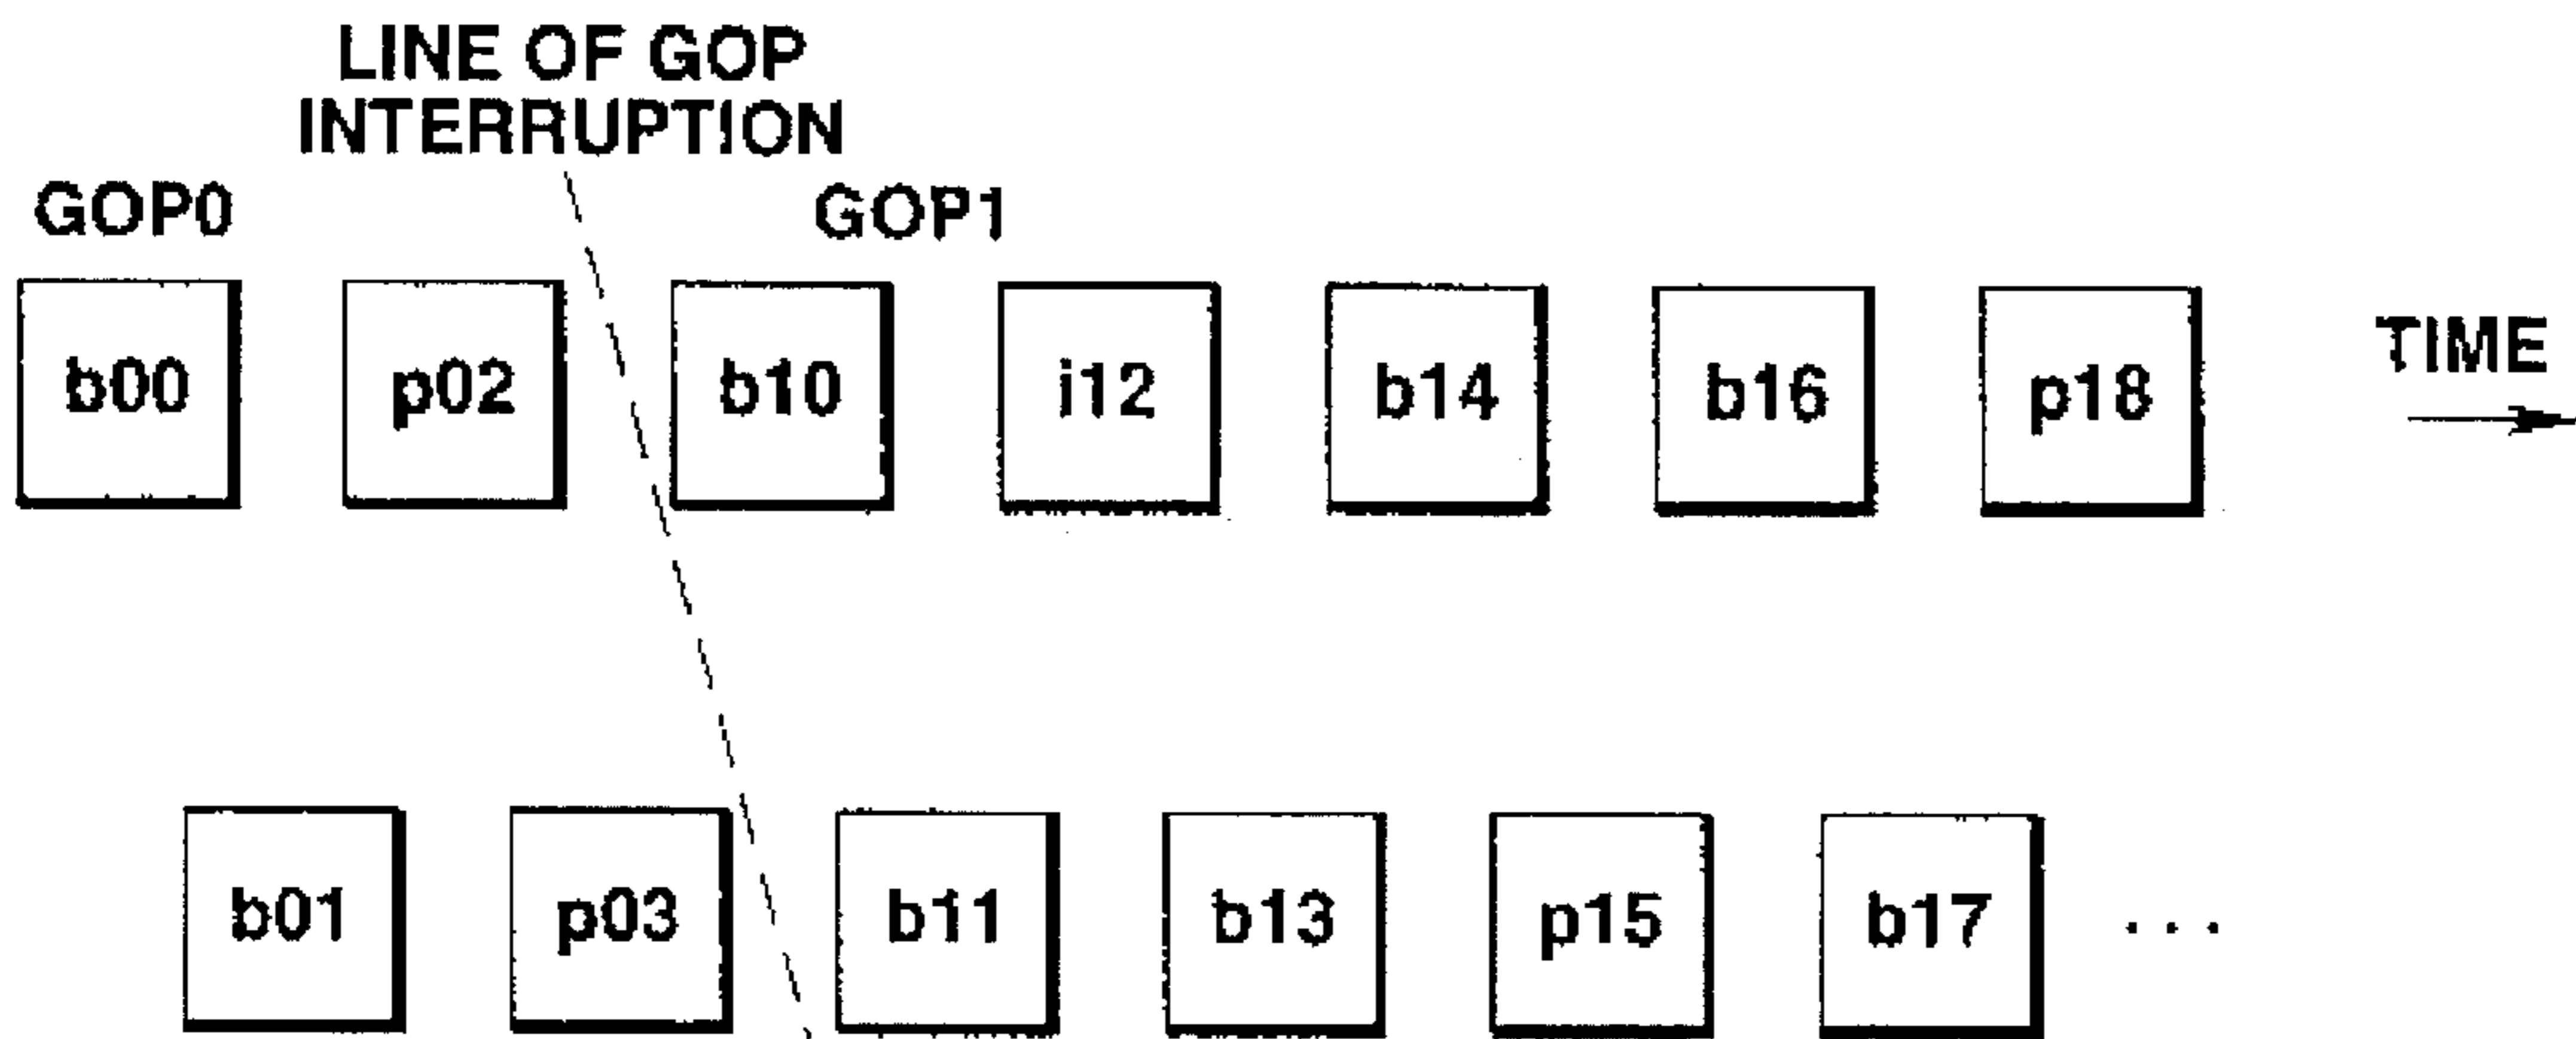 LINE OF GOP
INTERRUPTION
GOP0 GOP1
b00 p02 b10 i12 b14 b16 p18 TIME
b01 p03 b11 b13 p15 b17 ...